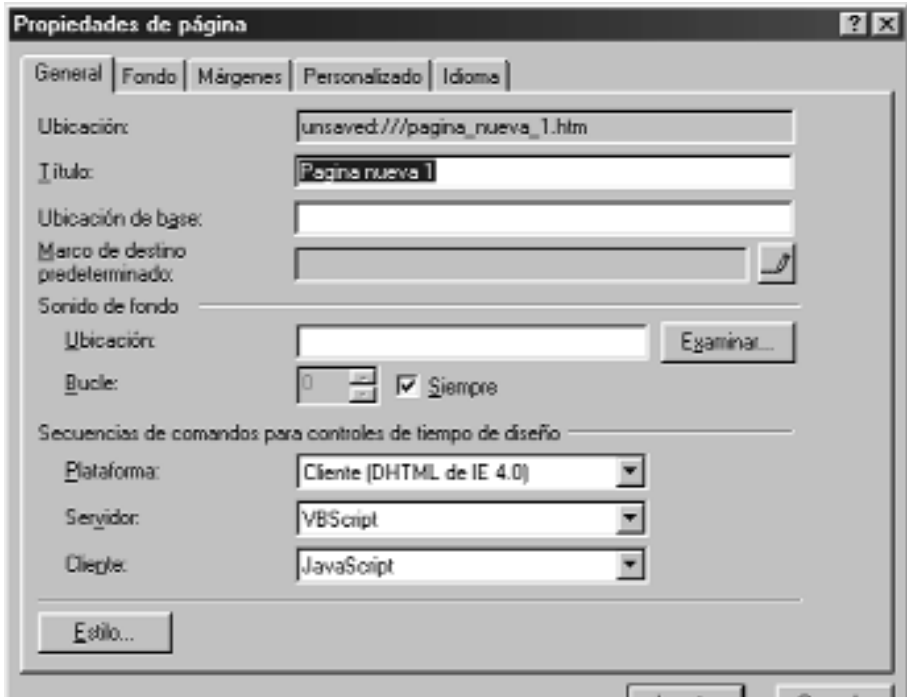 Propiedades de página
General Fondo Márgenes Personalizado Idioma
Ubicación: unsaved:///pagina_nueva_1.htm
Título: Pagina nueva 1
Ubicación de base:
Marco de destino
predeterminado:
Sonido de fondo
Ubicación: Examinar...
Bucle: 0 Siempre
Secuencias de comandos para controles de tiempo de diseño
Plataforma: Cliente (DHTML de IE 4.0)
Servidor: VBScript
Cliente: JavaScript
Estilo...